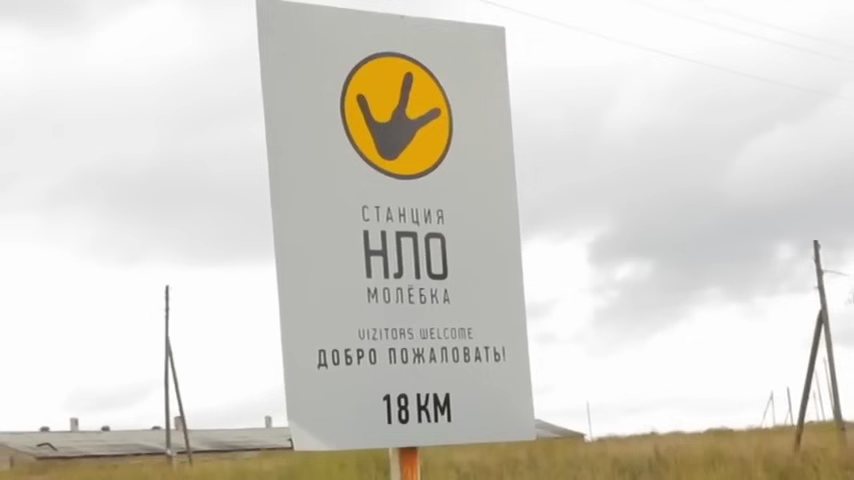 СТАНЦИЯ
НЛО
МОЛЁБКА
VIZITORS WELCOME
ДОБРО ПОЖАЛОВАТЬ!
18 КМ